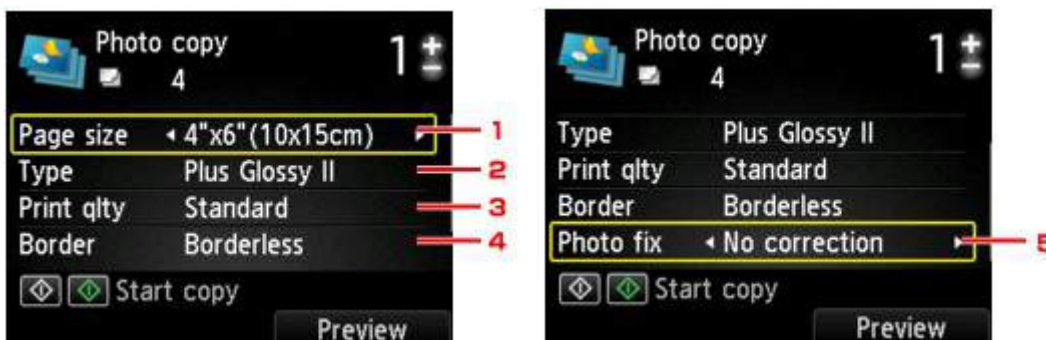 Photo copy
4
1 + -
Page size 4"x6"(10x15cm) 1
Type Plus Glossy II 2
Print qlty Standard 3
Border Borderless 4
Start copy
Preview
Photo copy
4
1 + -
Type Plus Glossy II
Print qlty Standard
Border Borderless
Photo fix No correction 5
Start copy
Preview